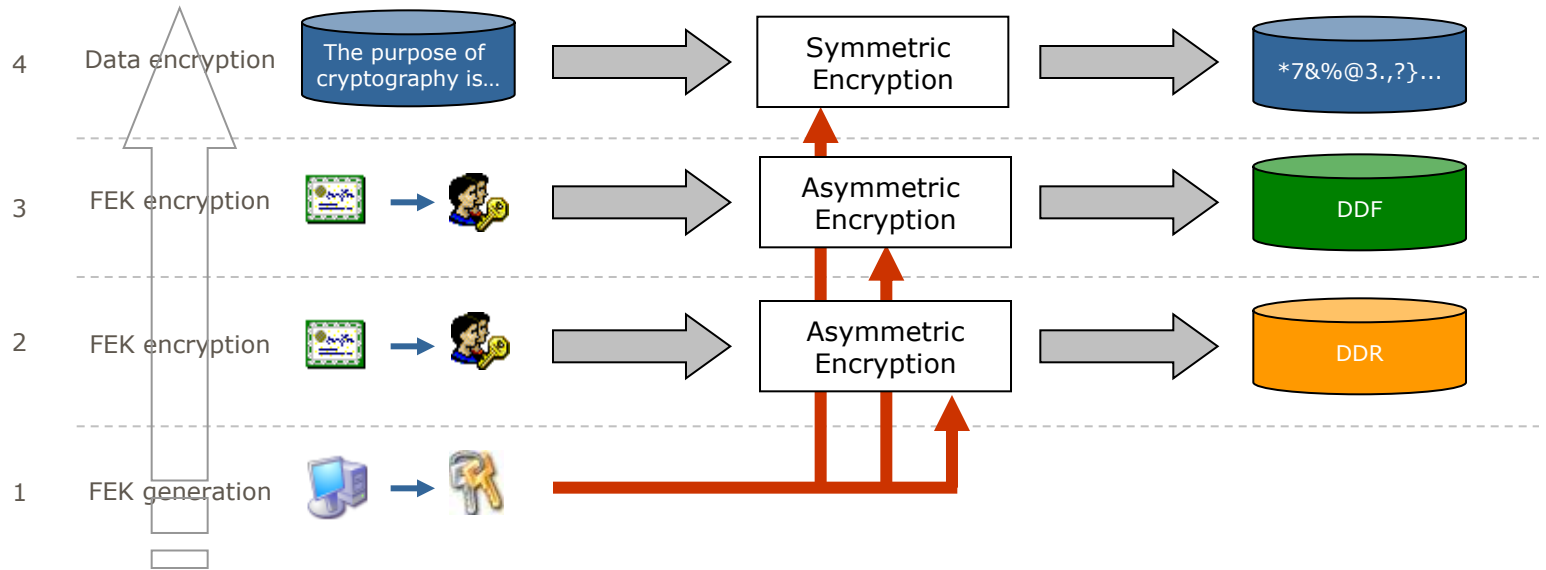 4
Data encryption
The purpose of
cryptography is…
Symmetric
Encryption
*7&%@3.,?}...
3
FEK encryption
Asymmetric
Encryption
DDF
2
FEK encryption
Asymmetric
Encryption
DDR
1
FEK generation